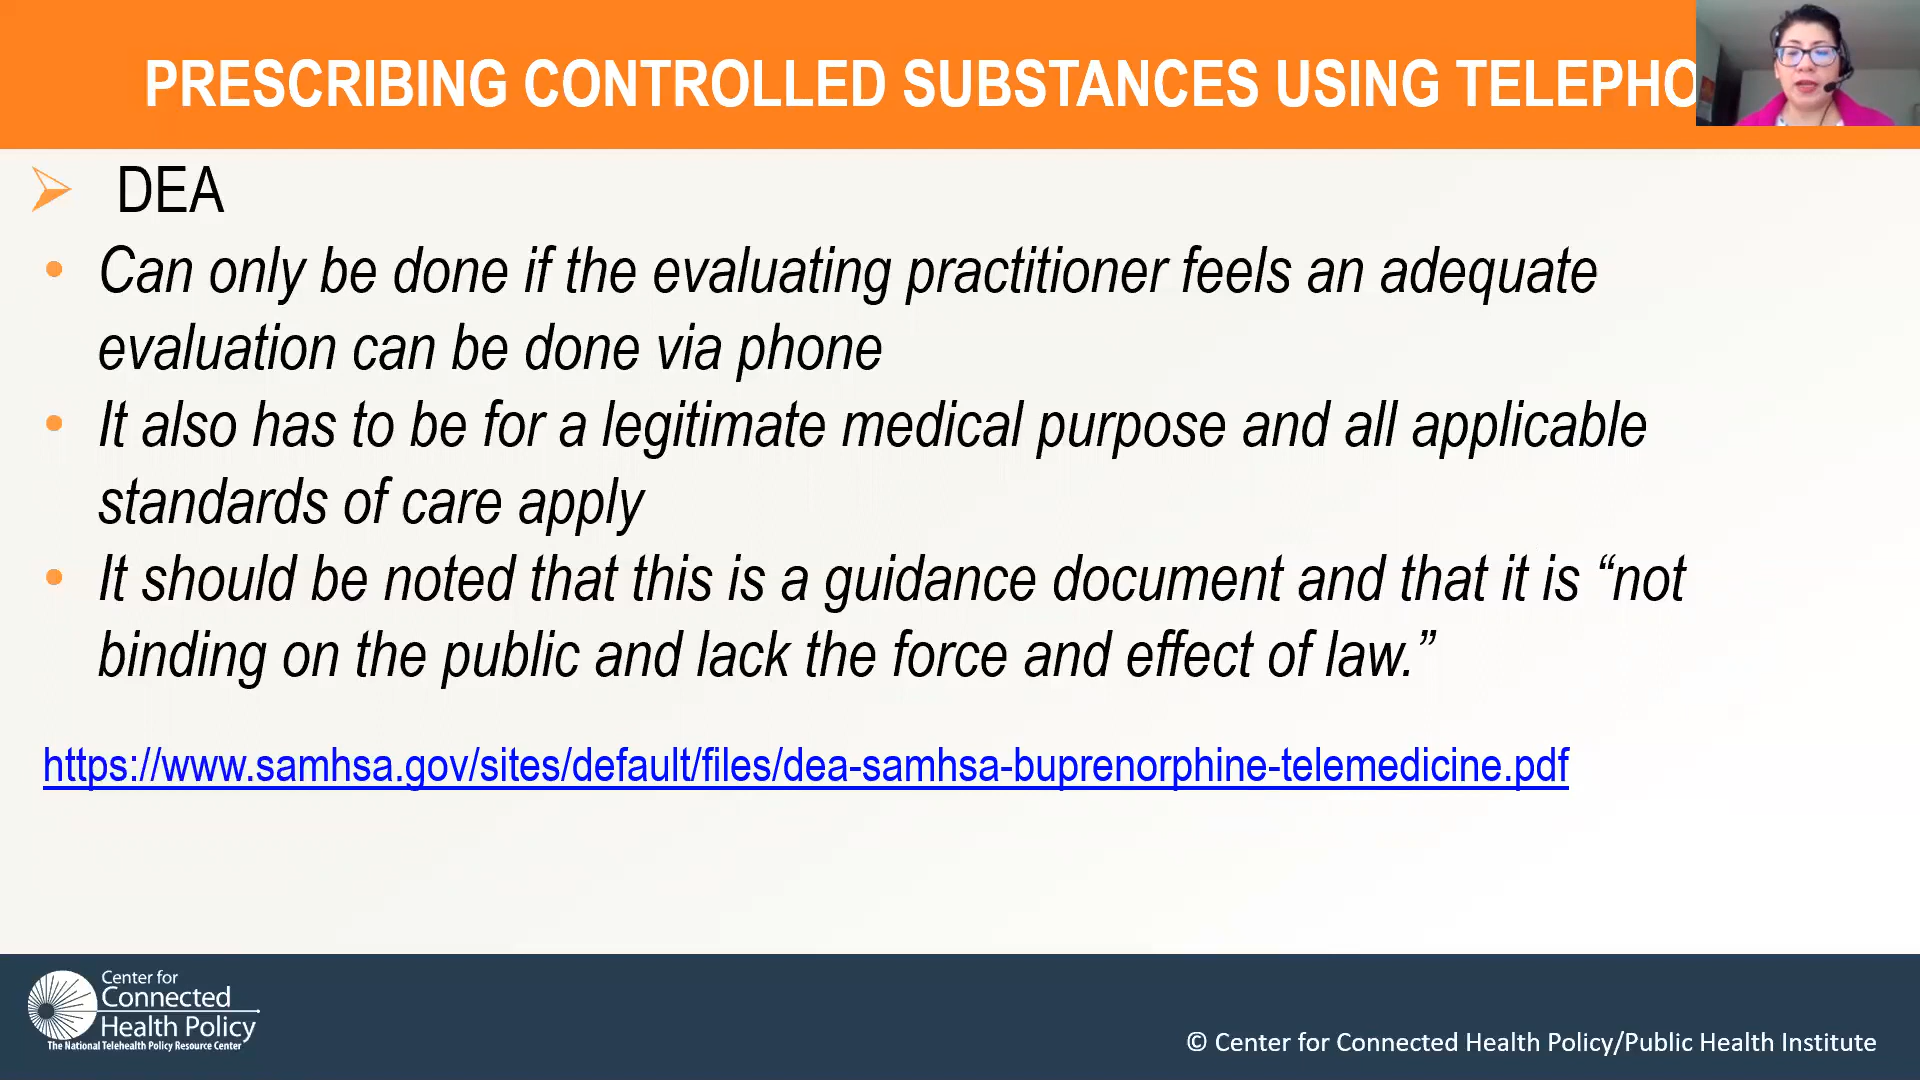 PRESCRIBING CONTROLLED SUBSTANCES USING TELEPHO
DEA
Can only be done if the evaluating practitioner feels an adequate
evaluation can be done via phone
It also has to be for a legitimate medical purpose and all applicable
standards of care apply
It should be noted that this is a guidance document and that it is “not
binding on the public and lack the force and effect of law.”
https://www.samhsa.gov/sites/default/files/dea-samhsa-buprenorphine-telemedicine.pdf
Center for
Connected
Health Policy
The National Telehealth Policy Resource Center
© Center for Connected Health Policy/Public Health Institute